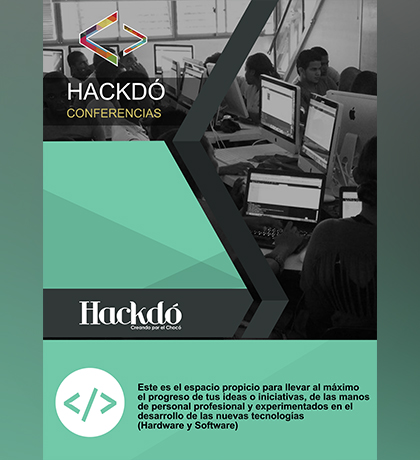 HACKDÓ
CONFERENCIAS
Hackdó
Creando por el Chocó
</>
Este es el espacio propicio para llevar al máximo
el progreso de tus ideas o iniciativas, de las manos
de personal profesional y experimentados en el
desarrollo de las nuevas tecnologías
(Hardware y Software)